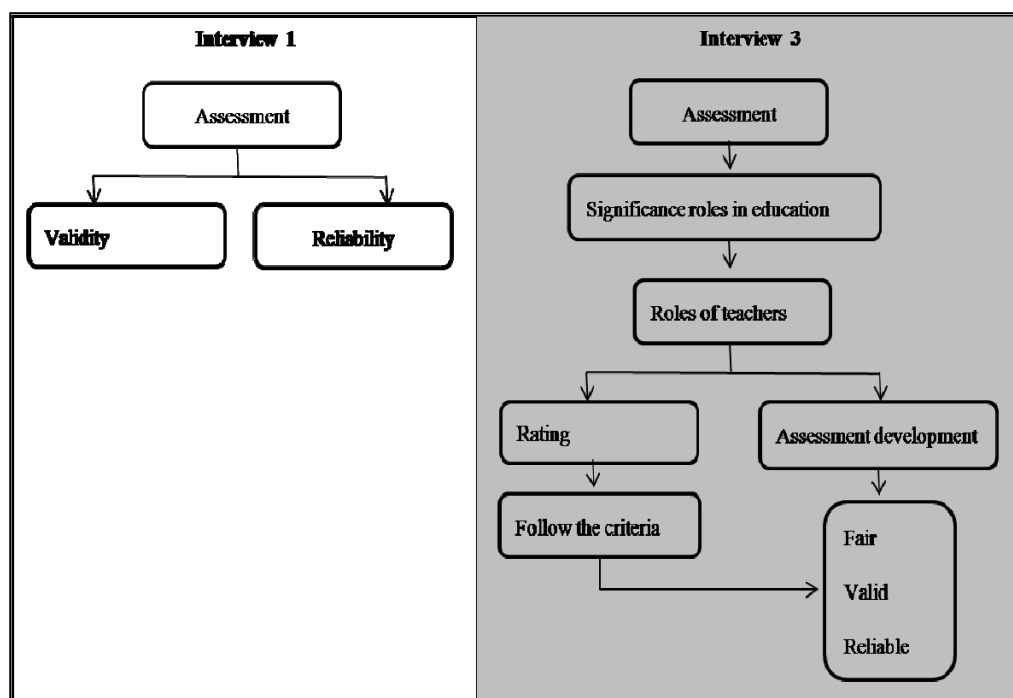 Interview 1
Assessment
Validity
Reliability
Interview 3
Assessment
Significance roles in education
Roles of teachers
Rating
Assessment development
Follow the criteria
Fair
Valid
Reliable